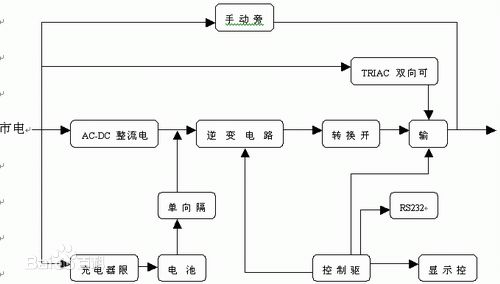 手动旁
TRIAC 双向可
市电
AC-DC 整流电
逆变电路
转换开
输
单向隔
RS232
充电器限
电池
控制驱
显示控
Bai百科